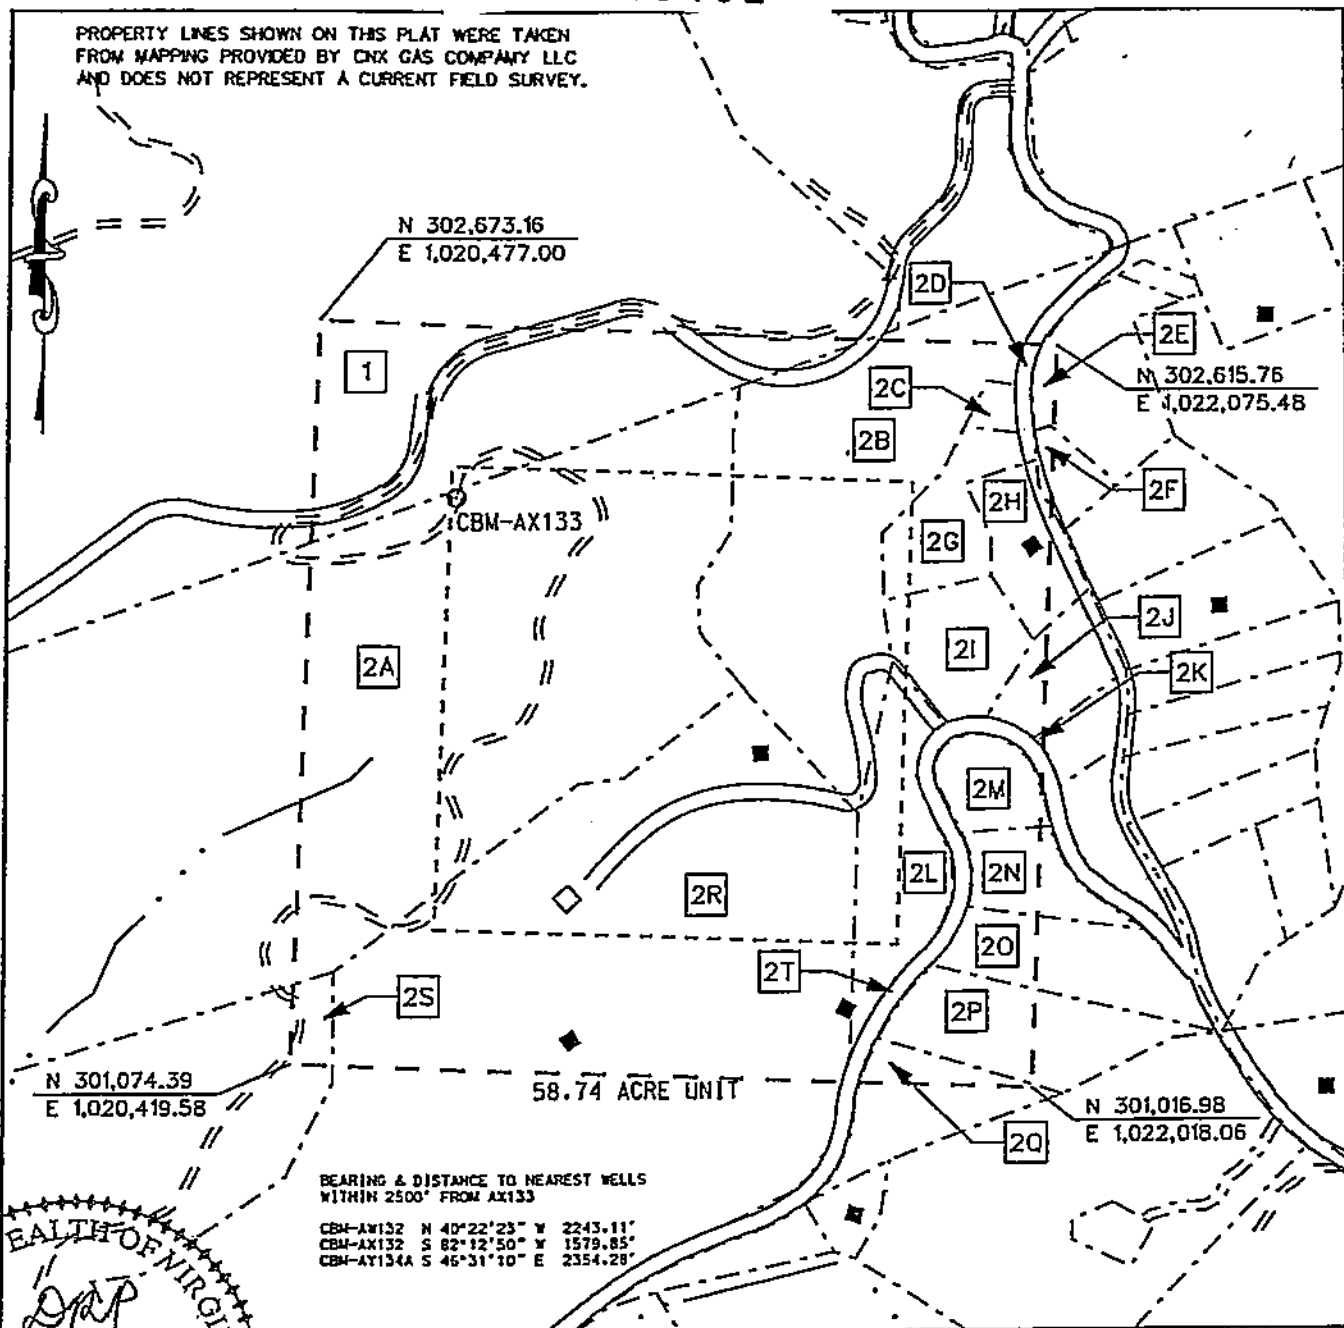 PROPERTY LINES SHOWN ON THIS PLAT WERE TAKEN
FROM MAPPING PROVIDED BY CNX GAS COMPANY LLC
AND DOES NOT REPRESENT A CURRENT FIELD SURVEY.
N 302,673.16
E 1,020,477.00
2D
2E
1
N 302,615.76
E 1,022,075.48
2C
2B
2F
2H
CBM-AX133
2G
2J
2I
2A
2K
2M
2L
2N
2R
2O
2T
2S
2P
N 301,074.39
E 1,020,419.58
58.74 ACRE UNIT
N 301,016.98
E 1,022,018.06
2Q
BEARING & DISTANCE TO NEAREST WELLS
WITHIN 2500' FROM AX133
CBM-AW132 N 40°22'23" W 2243.11'
CBM-AX132 S 82°12'50" W 1579.85'
CBM-AY134A S 46°31'10" E 2354.28'
EALTH OF VIRGI